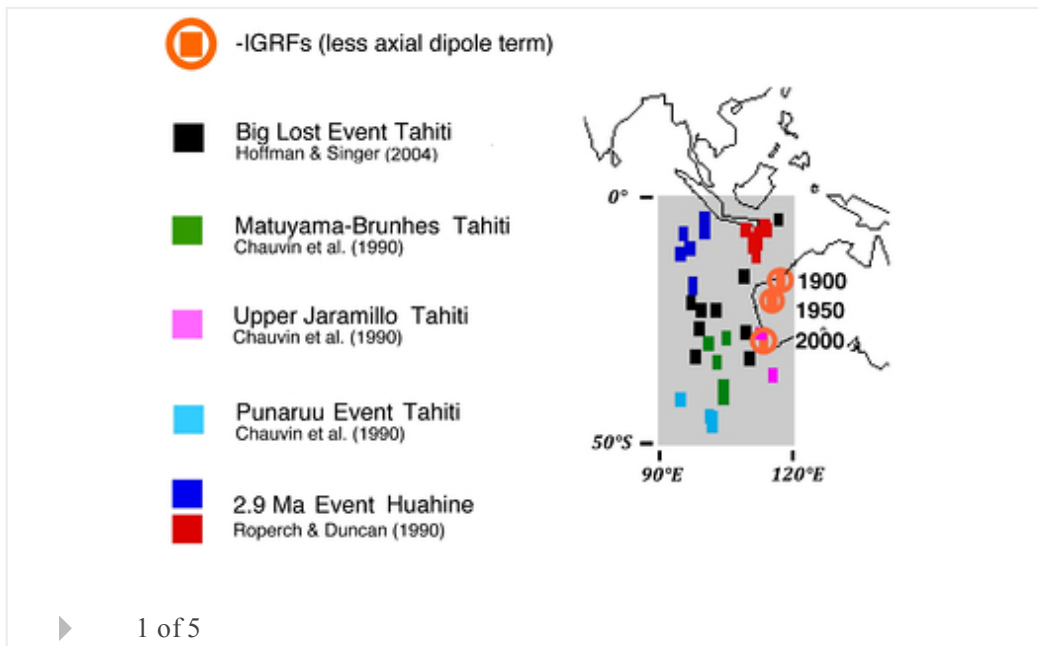 -IGRFs (less axial dipole term)
Big Lost Event Tahiti
Hoffman & Singer (2004)
Matuyama-Brunhes Tahiti
Chauvin et al. (1990)
Upper Jaramillo Tahiti
Chauvin et al. (1990)
Punaruu Event Tahiti
Chauvin et al. (1990)
2.9 Ma Event Huahine
Roperch & Duncan (1990)
0°
1900
1950
2000
50°S
90°E
120°E
1 of 5